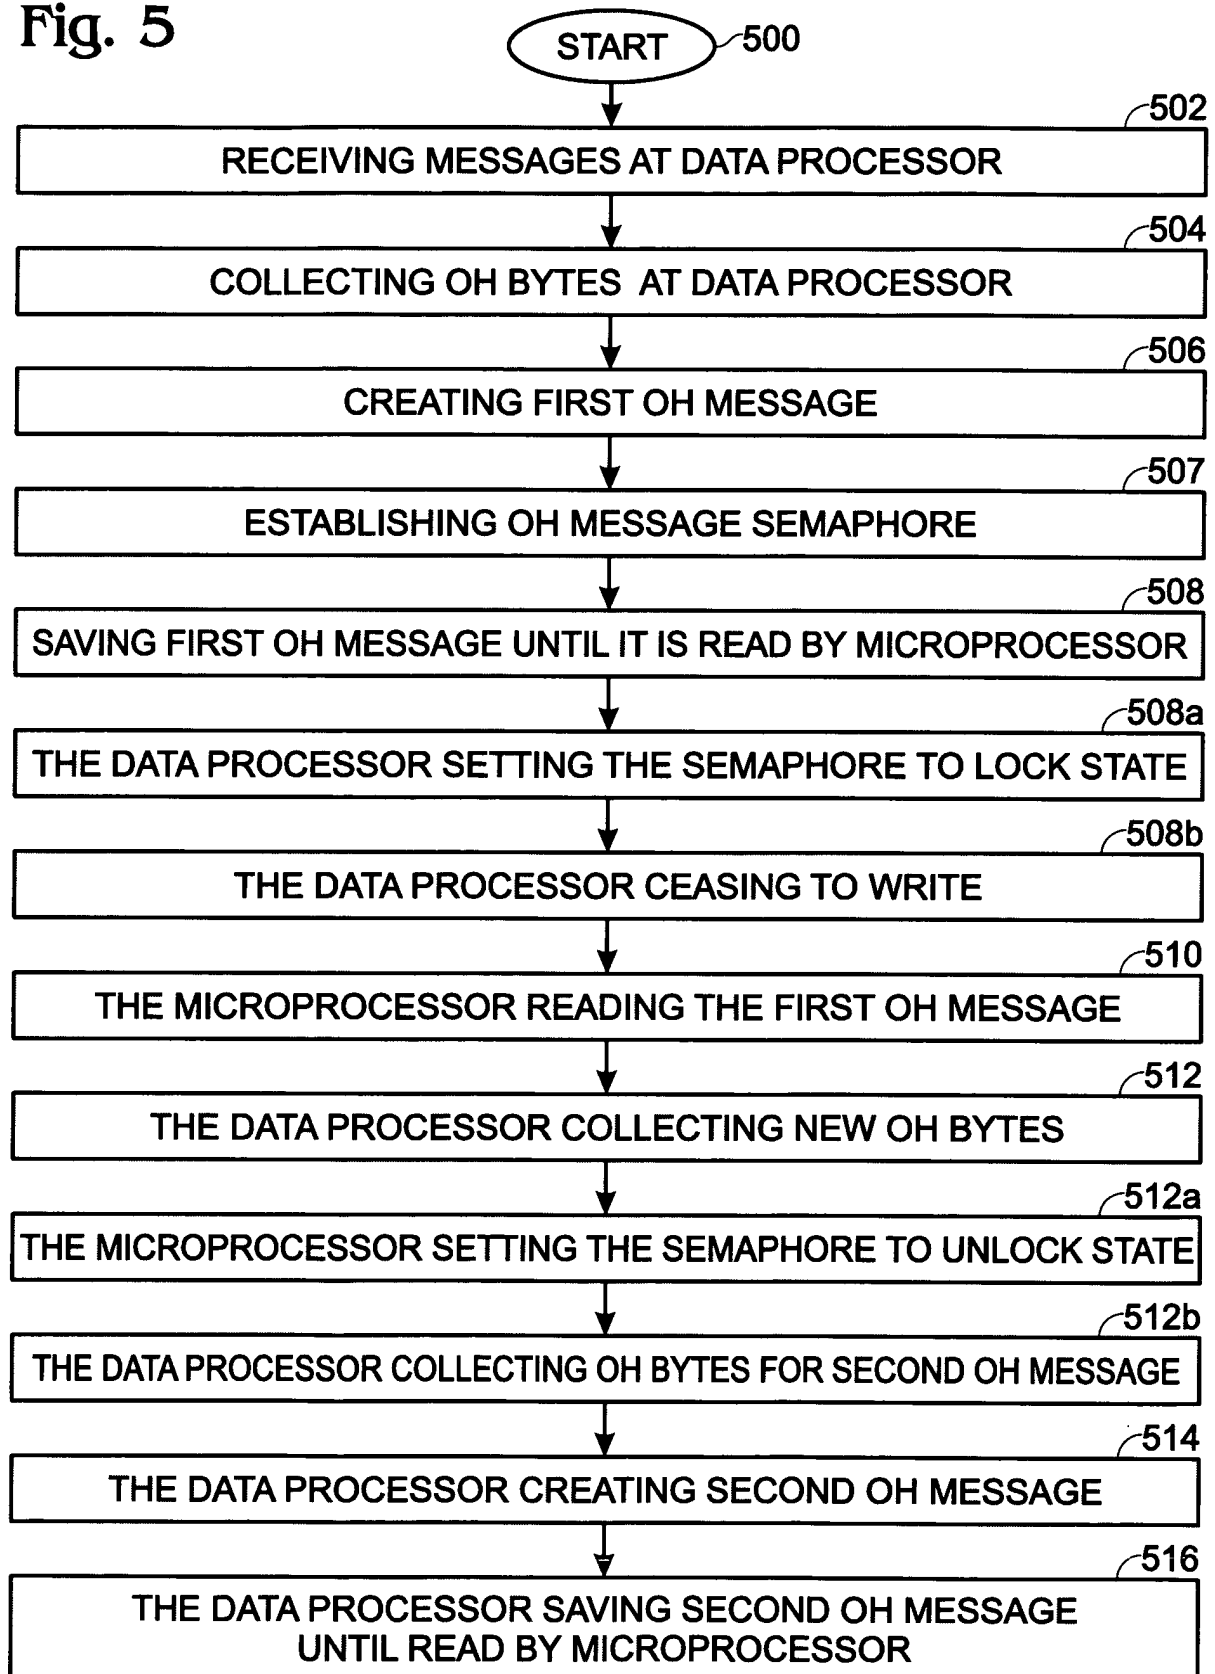 Fig. 5
START
500
502
RECEIVING MESSAGES AT DATA PROCESSOR
504
COLLECTING OH BYTES AT DATA PROCESSOR
506
CREATING FIRST OH MESSAGE
507
ESTABLISHING OH MESSAGE SEMAPHORE
508
SAVING FIRST OH MESSAGE UNTIL IT IS READ BY MICROPROCESSOR
508a
THE DATA PROCESSOR SETTING THE SEMAPHORE TO LOCK STATE
508b
THE DATA PROCESSOR CEASING TO WRITE
510
THE MICROPROCESSOR READING THE FIRST OH MESSAGE
512
THE DATA PROCESSOR COLLECTING NEW OH BYTES
512a
THE MICROPROCESSOR SETTING THE SEMAPHORE TO UNLOCK STATE
512b
THE DATA PROCESSOR COLLECTING OH BYTES FOR SECOND OH MESSAGE
514
THE DATA PROCESSOR CREATING SECOND OH MESSAGE
516
THE DATA PROCESSOR SAVING SECOND OH MESSAGE
UNTIL READ BY MICROPROCESSOR